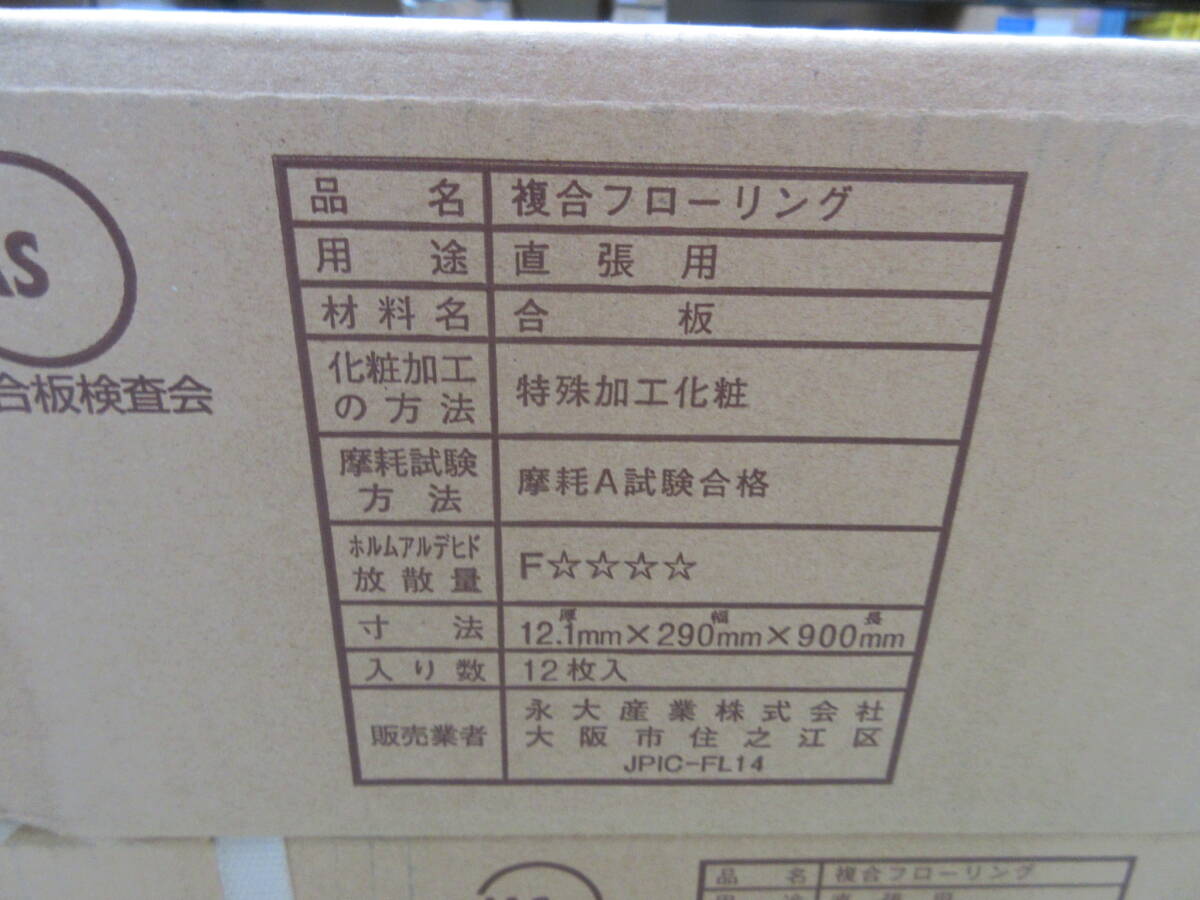 AS
合板検査会
品名 複合フローリング
用途 直張用
材料名 合板
化粧加工
の方法
特殊加工化粧
摩耗試験
方法
摩耗A試験合格
ホルムアルデヒド
放散量
F☆☆☆☆
厚 幅 長
寸法 12.1mm×290mm×900mm
入り数 12枚入
販売業者
永大産業株式会社
大阪市住之江区
JPIC-FL14
品名 複合フローリング
用途 直張用